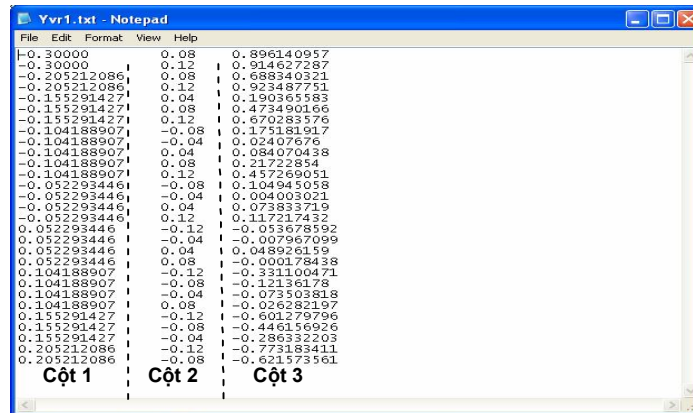 Yvr1.txt - Notepad
File Edit Format View Help
-0.30000 0.08 0.896140957
-0.30000 0.12 0.914627287
-0.205212086 0.08 0.688340321
-0.205212086 0.12 0.923487751
-0.155291427 0.04 0.190365583
-0.155291427 0.08 0.473490166
-0.155291427 0.12 0.670283576
-0.104188907 -0.08 0.175181917
-0.104188907 -0.04 0.02407676
-0.104188907 0.04 0.084070438
-0.104188907 0.08 0.21722854
-0.104188907 0.12 0.457269051
-0.052293446 -0.08 0.104945058
-0.052293446 -0.04 0.004003021
-0.052293446 0.04 0.073833719
-0.052293446 0.12 0.117217432
0.052293446 -0.12 -0.053678592
0.052293446 -0.04 -0.007967099
0.052293446 0.04 0.048926159
0.052293446 0.08 -0.000178438
0.104188907 -0.12 -0.331100471
0.104188907 -0.08 -0.12136178
0.104188907 -0.04 -0.073503818
0.104188907 0.08 -0.026282197
0.155291427 -0.12 -0.601279796
0.155291427 -0.08 -0.446156926
0.155291427 -0.04 -0.286332203
0.205212086 -0.12 -0.773183411
0.205212086 -0.08 -0.621573561
Cột 1 Cột 2 Cột 3